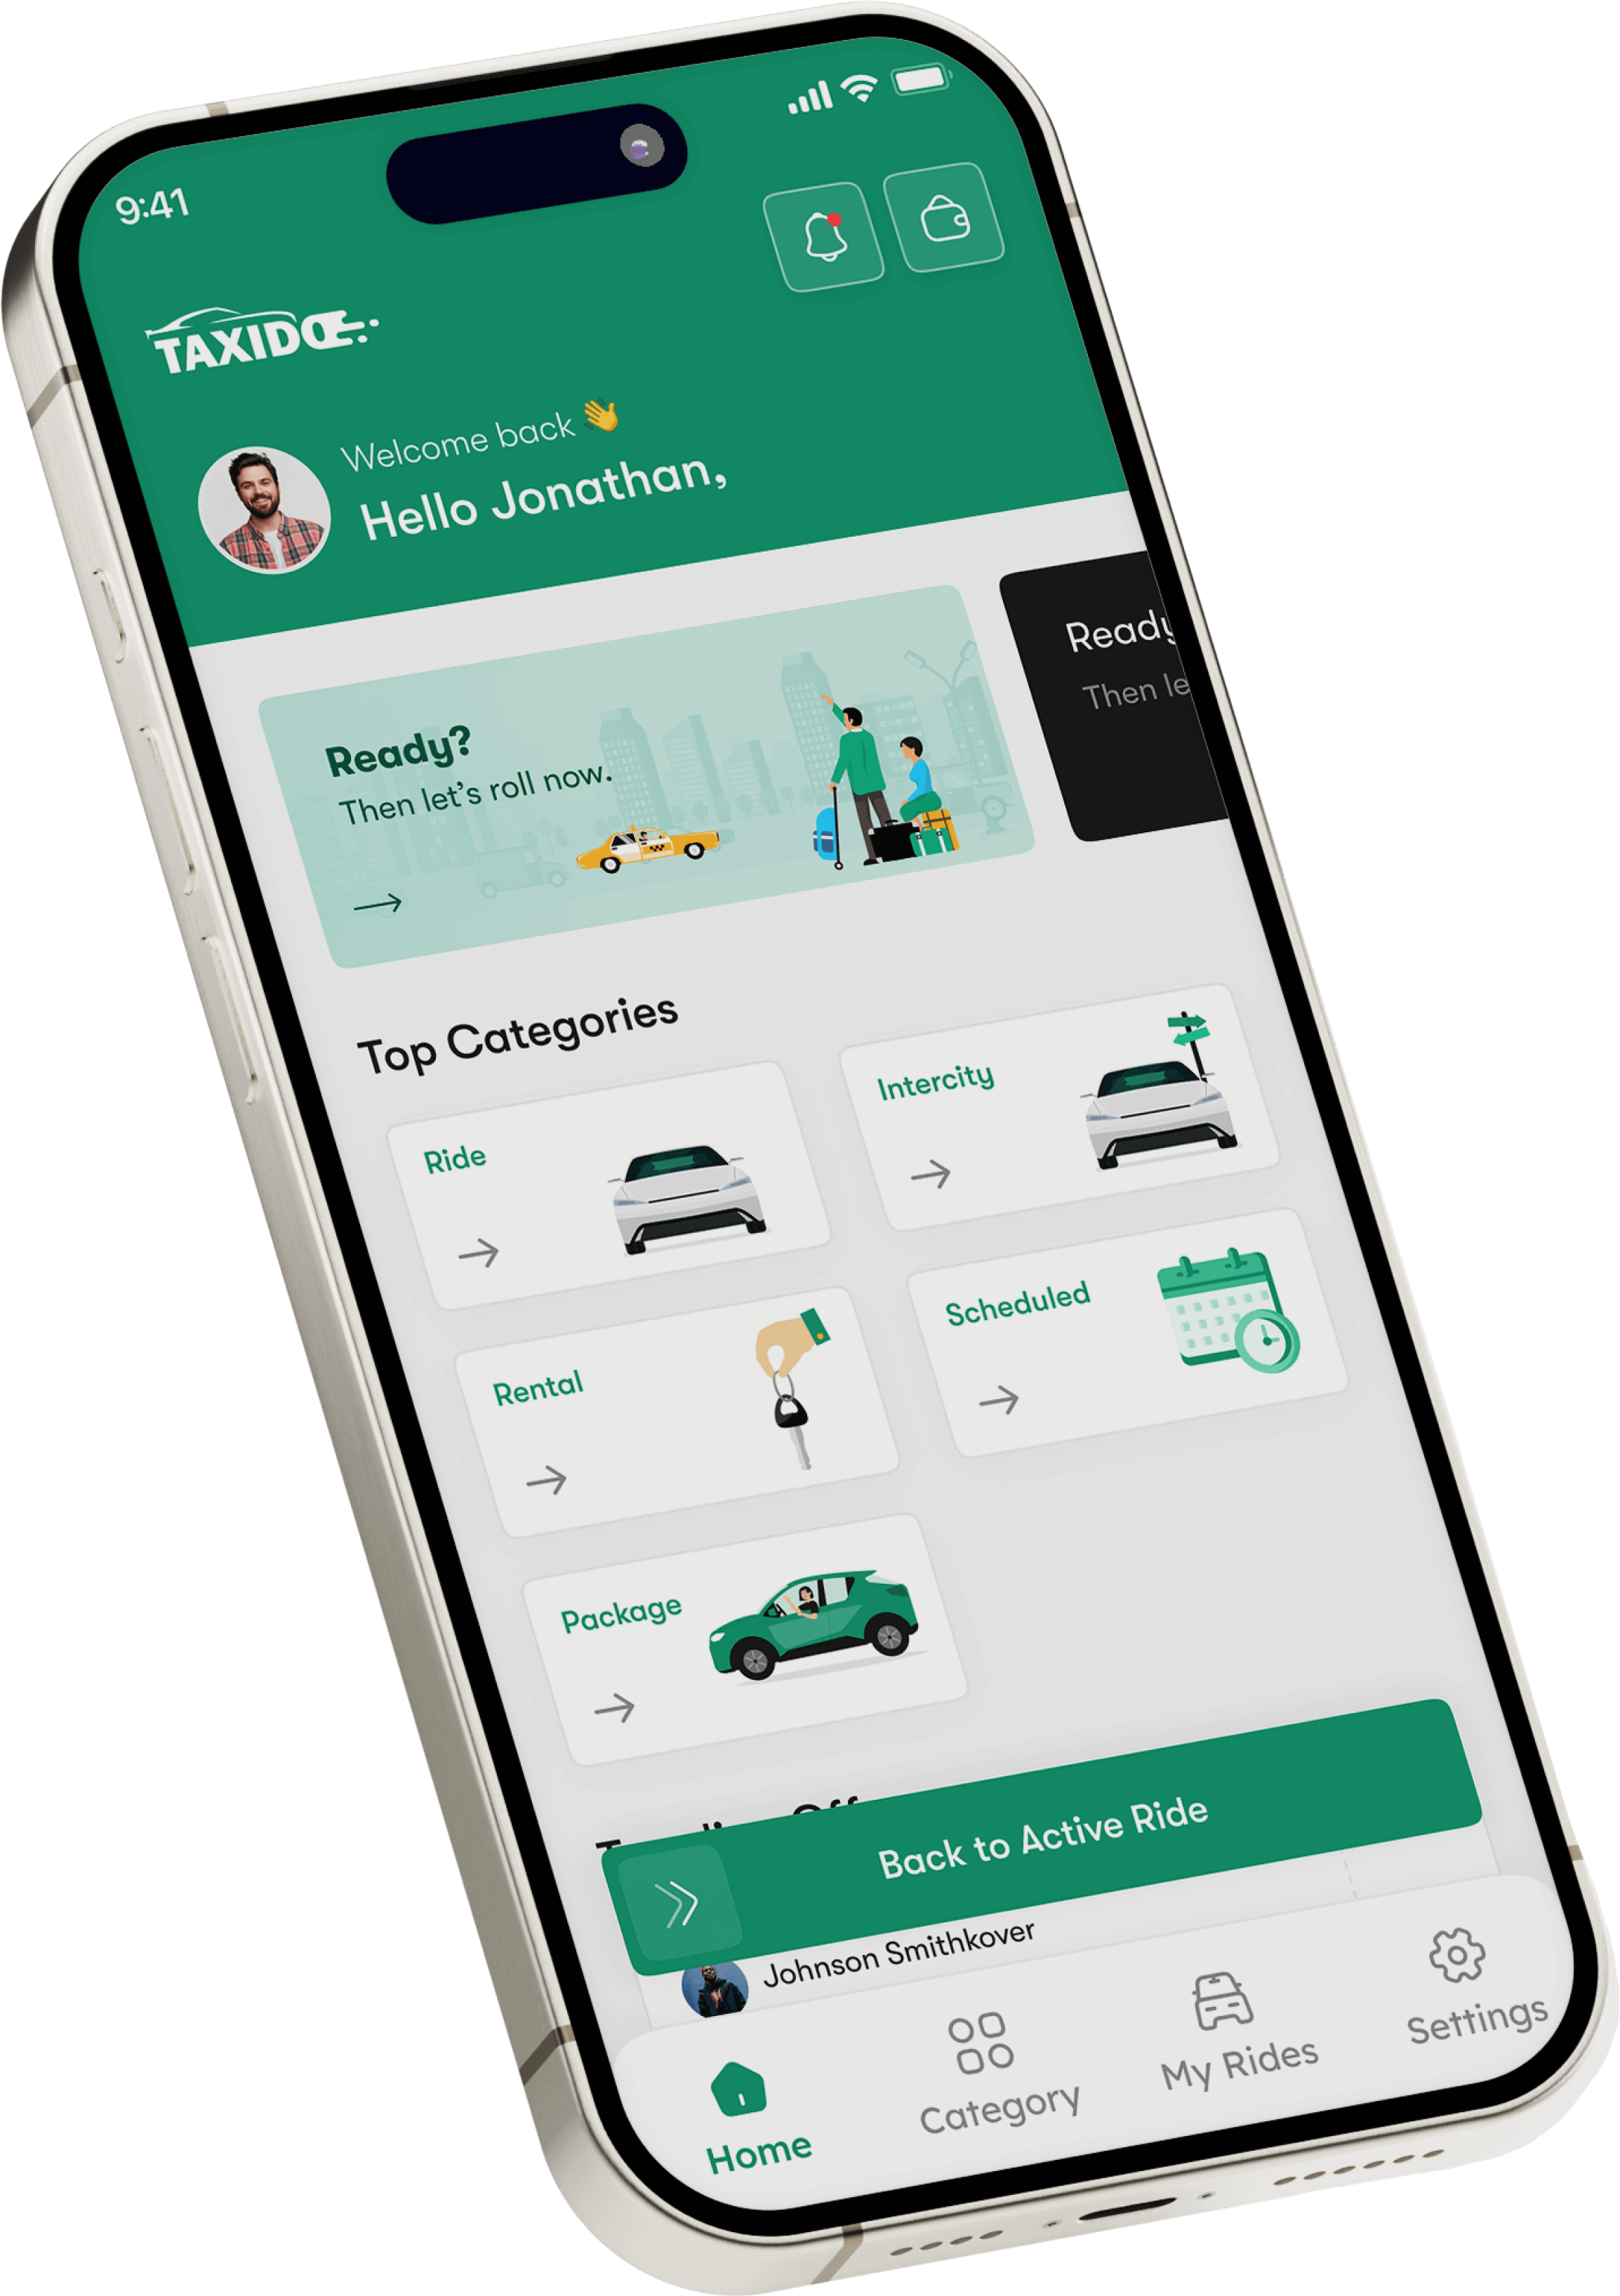 9:41
TAXIDO
Welcome back 👋
Hello Jonathan,
Ready?
Then let's roll now.
Ready
Then le
Top Categories
Ride
Intercity
Rental
Scheduled
Package
Back to Active Ride
Johnson Smithkover
Home
Category
My Rides
Settings